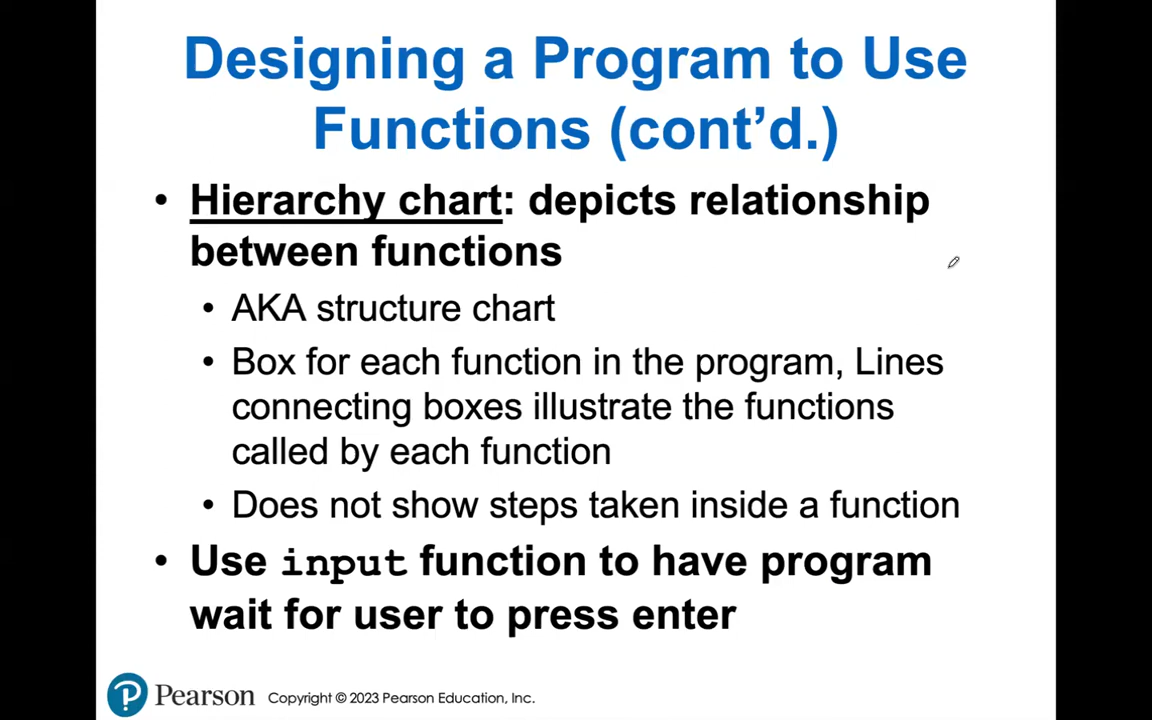 Designing a Program to Use
Functions (cont’d.)
• Hierarchy chart: depicts relationship
between functions
• AKA structure chart
• Box for each function in the program, Lines
connecting boxes illustrate the functions
called by each function
• Does not show steps taken inside a function
• Use input function to have program
wait for user to press enter
Pearson Copyright © 2023 Pearson Education, Inc.